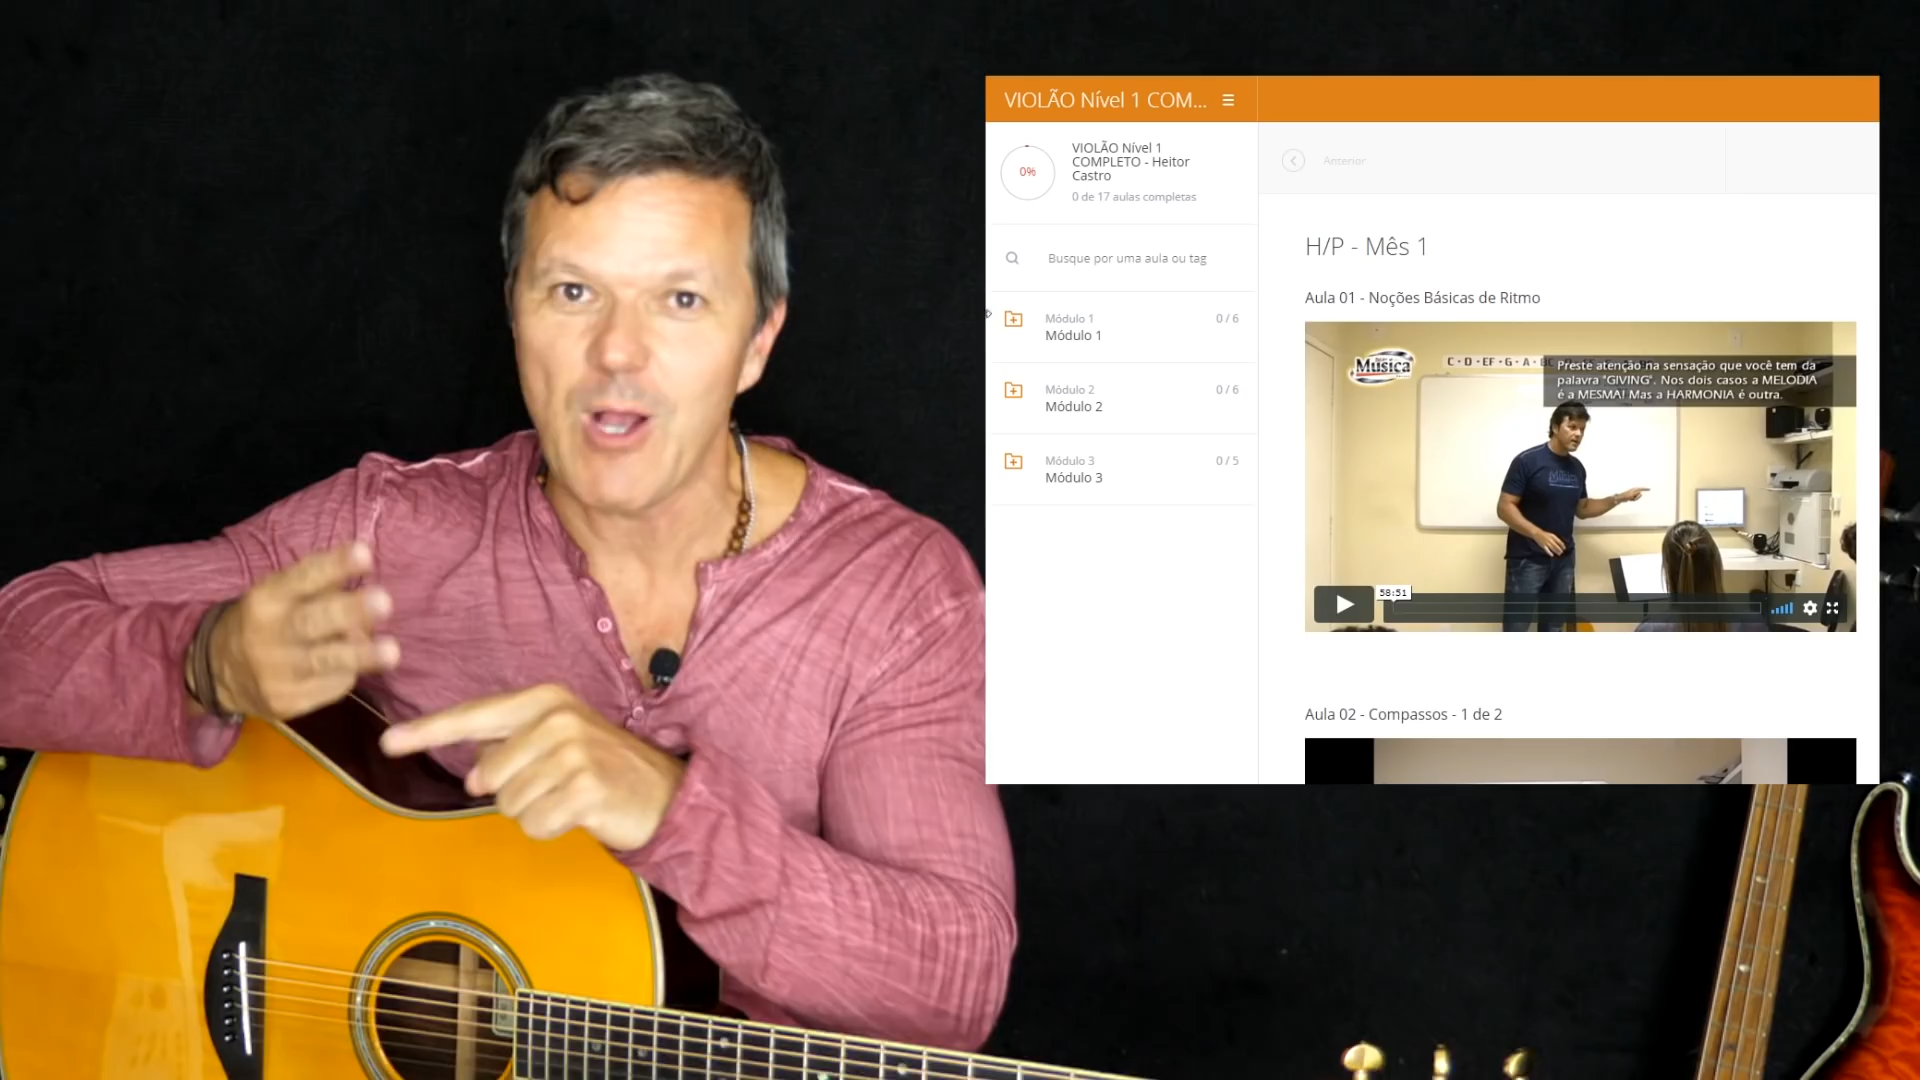 VIOLÃO Nível 1 COM...
0%
VIOLÃO Nível 1
COMPLETO - Heitor
Castro
0 de 17 aulas completas
Busque por uma aula ou tag
Módulo 1
0 / 6
Módulo 1
Módulo 2
0 / 6
Módulo 2
Módulo 3
0 / 5
Módulo 3
Anterior
H/P - Mês 1
Aula 01 - Noções Básicas de Ritmo
Música
C · D · EF · G · A ·
Preste atenção na sensação que você tem da
palavra "GIVING". Nos dois casos a MELODIA
é a MESMA! Mas a HARMONIA é outra.
58:51
Aula 02 - Compassos - 1 de 2